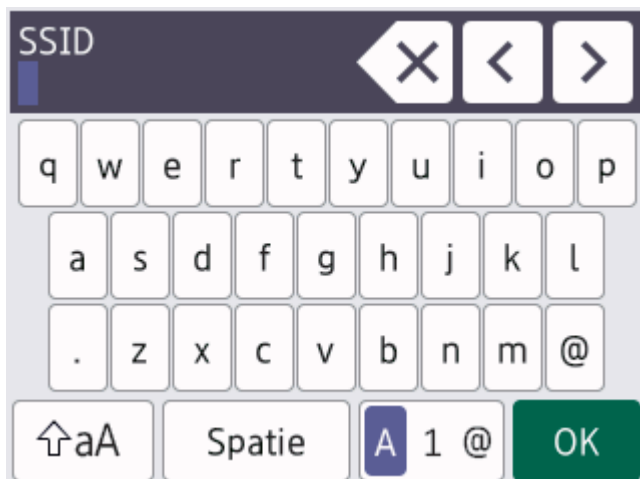 SSID
q w e r t y u i o p
a s d f g h j k l
. z x c v b n m @
aA Spatie A 1 @ OK